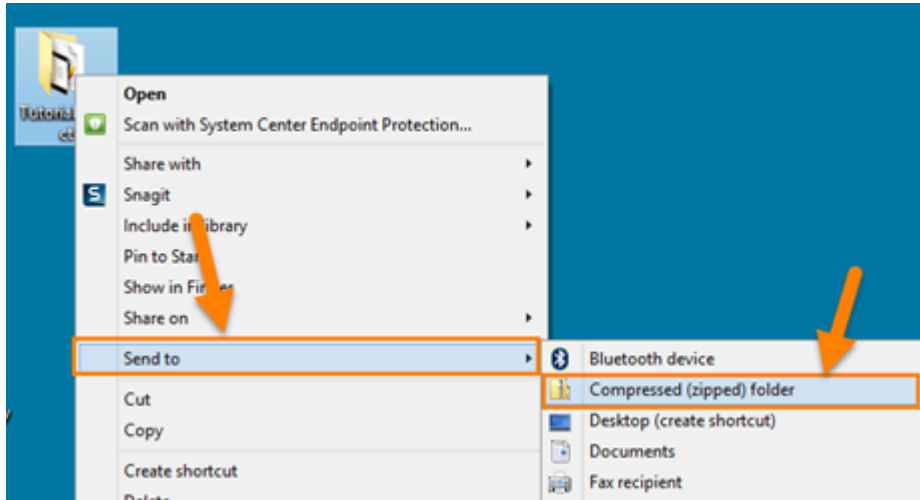 Tutorial
Open
Scan with System Center Endpoint Protection...
Share with
Snagit
Include in library
Pin to Start
Show in Finder
Share on
Send to
Cut
Copy
Create shortcut
Delete
Bluetooth device
Compressed (zipped) folder
Desktop (create shortcut)
Documents
Fax recipient